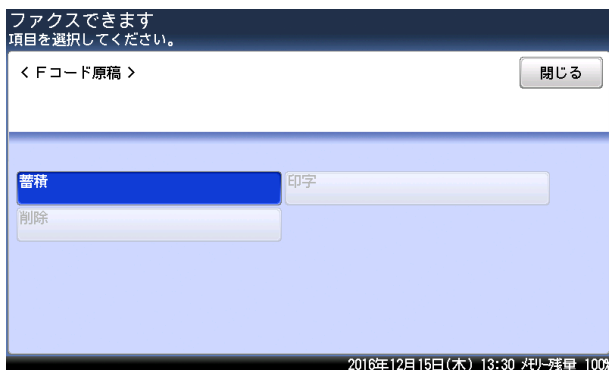 ファクスできます
項目を選択してください。
＜Ｆコード原稿＞
閉じる
蓄積
印字
削除
2016年12月15日(木) 13:30 ﾒﾓﾘｰ残量 100%